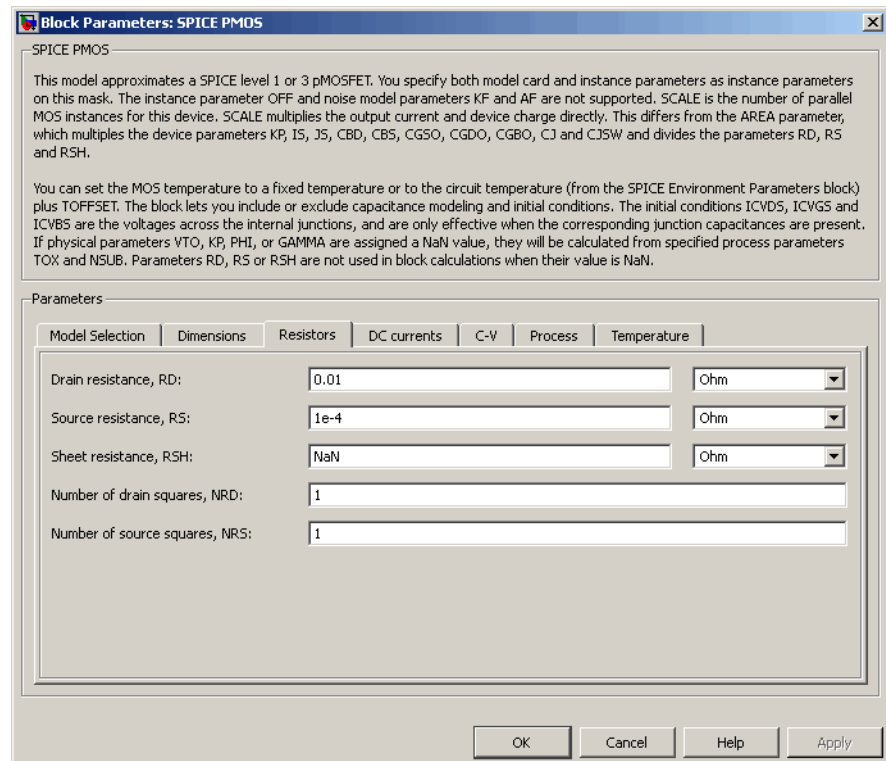 Block Parameters: SPICE PMOS
SPICE PMOS
This model approximates a SPICE level 1 or 3 pMOSFET. You specify both model card and instance parameters as instance parameters
on this mask. The instance parameter OFF and noise model parameters KF and AF are not supported. SCALE is the number of parallel
MOS instances for this device. SCALE multiplies the output current and device charge directly. This differs from the AREA parameter,
which multiples the device parameters KP, IS, JS, CBD, CBS, CGSO, CGDO, CGBO, CJ and CJSW and divides the parameters RD, RS
and RSH.
You can set the MOS temperature to a fixed temperature or to the circuit temperature (from the SPICE Environment Parameters block)
plus TOFFSET. The block lets you include or exclude capacitance modeling and initial conditions. The initial conditions ICVDS, ICVGS and
ICVBS are the voltages across the internal junctions, and are only effective when the corresponding junction capacitances are present.
If physical parameters VTO, KP, PHI, or GAMMA are assigned a NaN value, they will be calculated from specified process parameters
TOX and NSUB. Parameters RD, RS or RSH are not used in block calculations when their value is NaN.
Parameters
Model Selection Dimensions Resistors DC currents C-V Process Temperature
Drain resistance, RD: 0.01 Ohm
Source resistance, RS: 1e-4 Ohm
Sheet resistance, RSH: NaN Ohm
Number of drain squares, NRD: 1
Number of source squares, NRS: 1
OK Cancel Help Apply